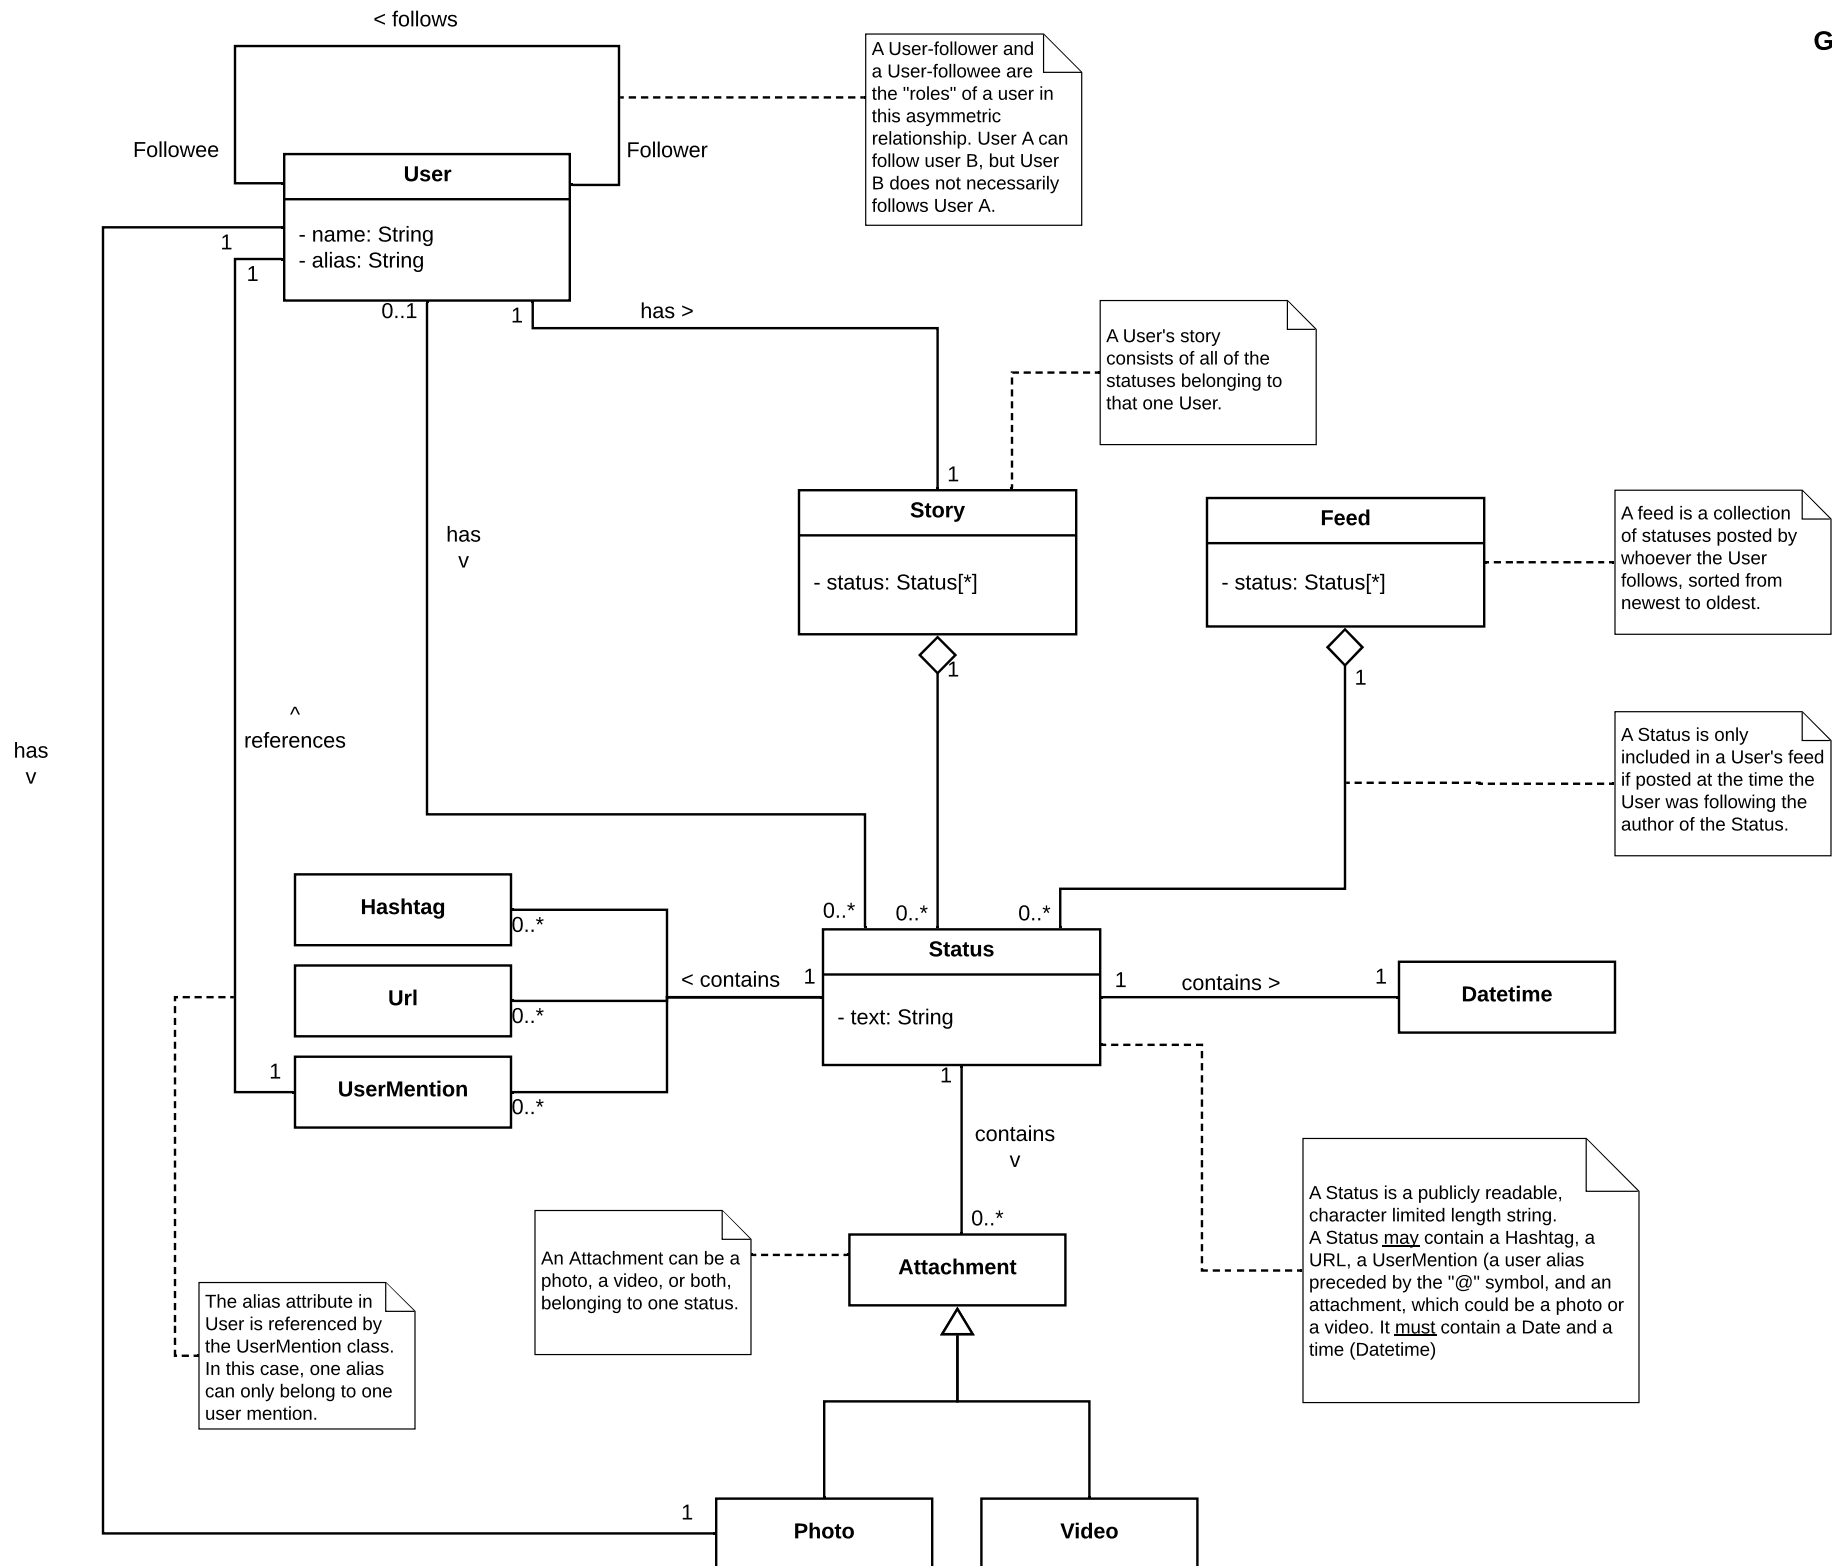 < follows
G
A User-follower and
a User-followee are
the "roles" of a user in
this asymmetric
relationship. User A can
follow user B, but User
B does not necessarily
follows User A.
Followee
Follower
User
- name: String
- alias: String
1
1
0..1
1
has >
A User's story
consists of all of the
statuses belonging to
that one User.
1
Story
- status: Status[*]
1
Feed
- status: Status[*]
1
A feed is a collection
of statuses posted by
whoever the User
follows, sorted from
newest to oldest.
has
v
^
references
has
v
A Status is only
included in a User's feed
if posted at the time the
User was following the
author of the Status.
Hashtag
0..*
Url
0..*
UserMention
1
0..*
< contains
1
0..*
0..*
0..*
Status
- text: String
1
contains >
1
Datetime
1
contains
v
0..*
Attachment
An Attachment can be a
photo, a video, or both,
belonging to one status.
A Status is a publicly readable,
character limited length string.
A Status may contain a Hashtag, a
URL, a UserMention (a user alias
preceded by the "@" symbol, and an
attachment, which could be a photo or
a video. It must contain a Date and a
time (Datetime)
The alias attribute in
User is referenced by
the UserMention class.
In this case, one alias
can only belong to one
user mention.
1
Photo
Video